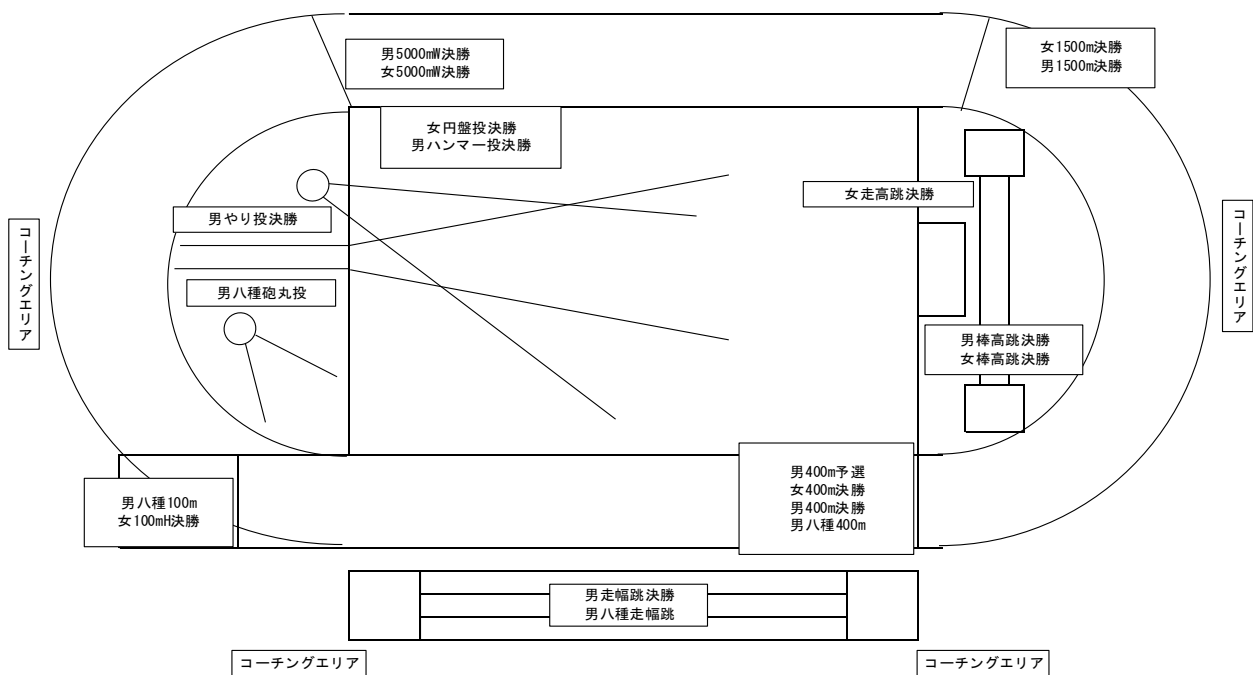 男5000mW決勝
女5000mW決勝
女1500m決勝
男1500m決勝
女円盤投決勝
男ハンマー投決勝
女走高跳決勝
男やり投決勝
コーチングエリア
コーチングエリア
男八種砲丸投
男棒高跳決勝
女棒高跳決勝
男400m予選
女400m決勝
男400m決勝
男八種400m
男八種100m
女100mH決勝
男走幅跳決勝
男八種走幅跳
コーチングエリア
コーチングエリア